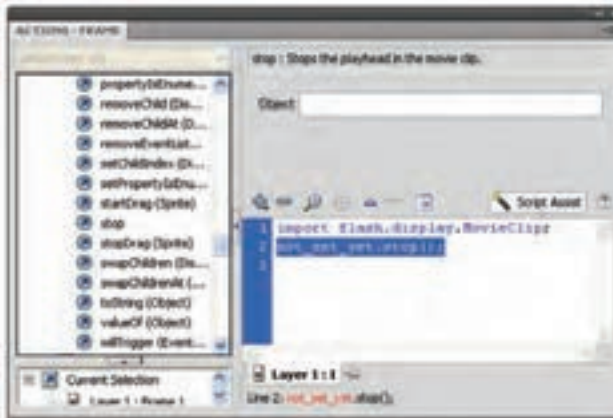 ACTIONS - FRAME
stop : Stops the playhead in the movie clip.
propertyIsEnume...
removeChild (Dis...
removeChildAt (D...
removeEventList...
setChildIndex (Di...
setPropertyIsEnu...
startDrag (Sprite)
stop
stopDrag (Sprite)
swapChildren (Dis...
swapChildrenAt (...
toString (Object)
valueOf (Object)
willTrigger (Event...
Current Selection
Layer 1 : Frame 1
Object
Script Assist
1 import flash.display.MovieClip;
2 not_set_yet.stop();
3
Layer 1 : 1
Line 2: not_set_yet.stop();